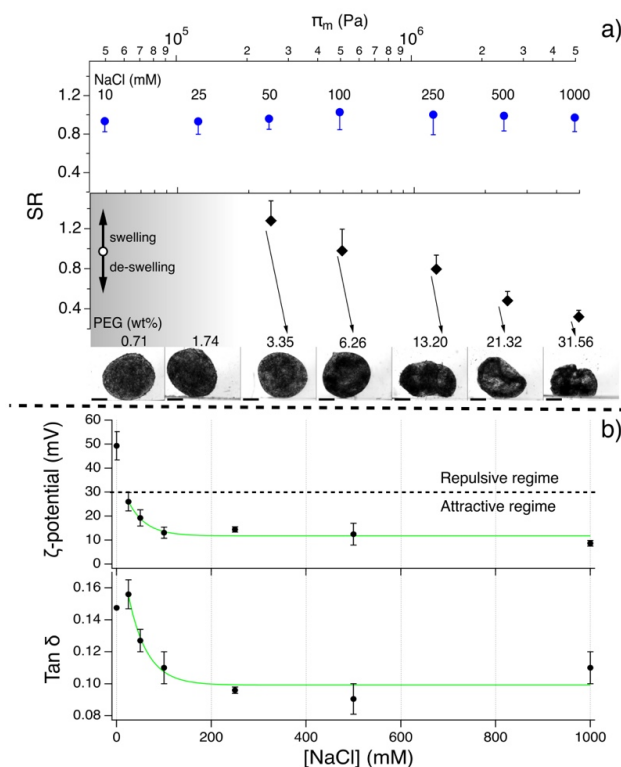 π_m (Pa)
a)
10^5 10^6
5 6 7 8 9 2 3 4 5 6 7 8 9 2 3 4 5
NaCl (mM)
10 25 50 100 250 500 1000
1.2
0.8
0.4
SR
1.2
0.8
0.4
swelling
de-swelling
PEG (wt%)
0.71 1.74 3.35 6.26 13.20 21.32 31.56
b)
60
50
40
30
20
10
0
ζ-potential (mV)
Repulsive regime
Attractive regime
0.16
0.14
0.12
0.10
0.08
Tan δ
0 200 400 600 800 1000
[NaCl] (mM)